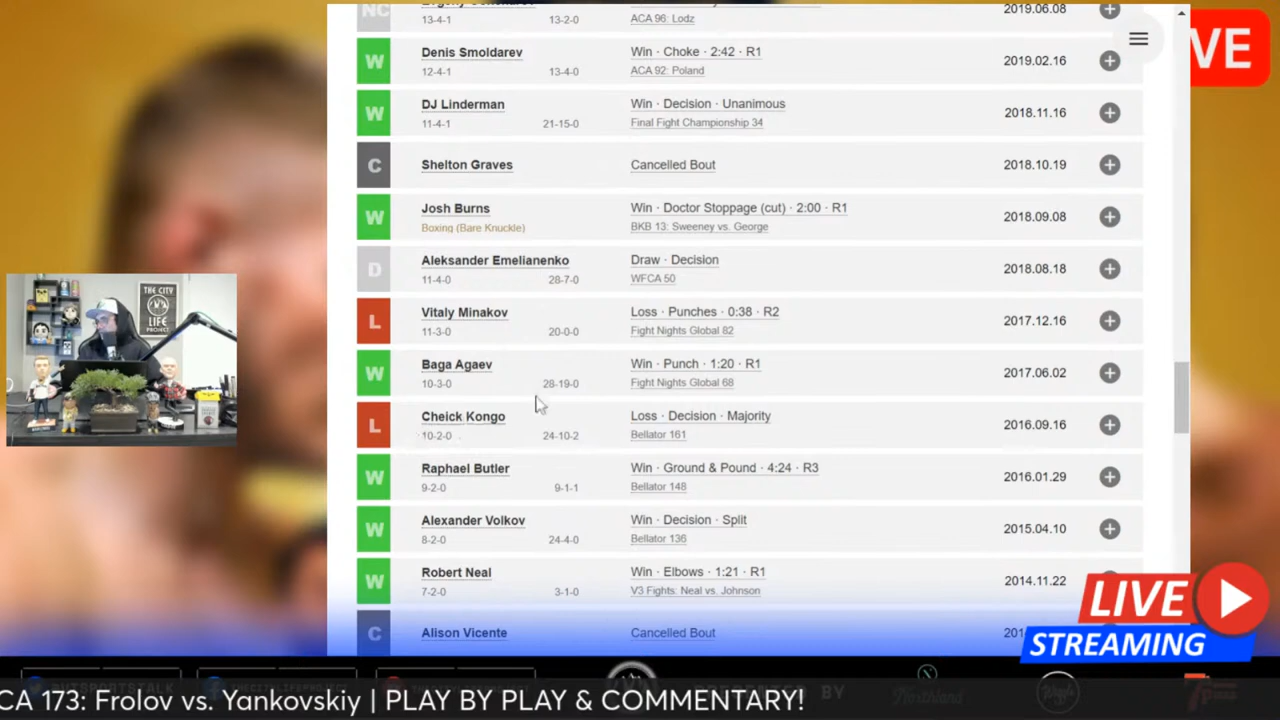 NC
13-4-1 13-2-0 ACA 96: Lodz 2019.06.08
W Denis Smoldarev Win · Choke · 2:42 · R1 2019.02.16
12-4-1 13-4-0 ACA 92: Poland
W DJ Linderman Win · Decision · Unanimous 2018.11.16
11-4-1 21-15-0 Final Fight Championship 34
C Shelton Graves Cancelled Bout 2018.10.19
W Josh Burns Win · Doctor Stoppage (cut) · 2:00 · R1 2018.09.08
Boxing (Bare Knuckle) BKB 13: Sweeney vs. George
D Aleksander Emelianenko Draw · Decision 2018.08.18
11-4-0 28-7-0 WFCA 50
L Vitaly Minakov Loss · Punches · 0:38 · R2 2017.12.16
11-3-0 20-0-0 Fight Nights Global 82
W Baga Agaev Win · Punch · 1:20 · R1 2017.06.02
10-3-0 28-19-0 Fight Nights Global 68
L Cheick Kongo Loss · Decision · Majority 2016.09.16
10-2-0 24-10-2 Bellator 161
W Raphael Butler Win · Ground & Pound · 4:24 · R3 2016.01.29
9-2-0 9-1-1 Bellator 148
W Alexander Volkov Win · Decision · Split 2015.04.10
8-2-0 24-4-0 Bellator 136
W Robert Neal Win · Elbows · 1:21 · R1 2014.11.22
7-2-0 3-1-0 V3 Fights: Neal vs. Johnson
C Alison Vicente Cancelled Bout 201
VE
THE CITY
LIFE
PROJECT
LIVE
STREAMING
CA 173: Frolov vs. Yankovskiy | PLAY BY PLAY & COMMENTARY!